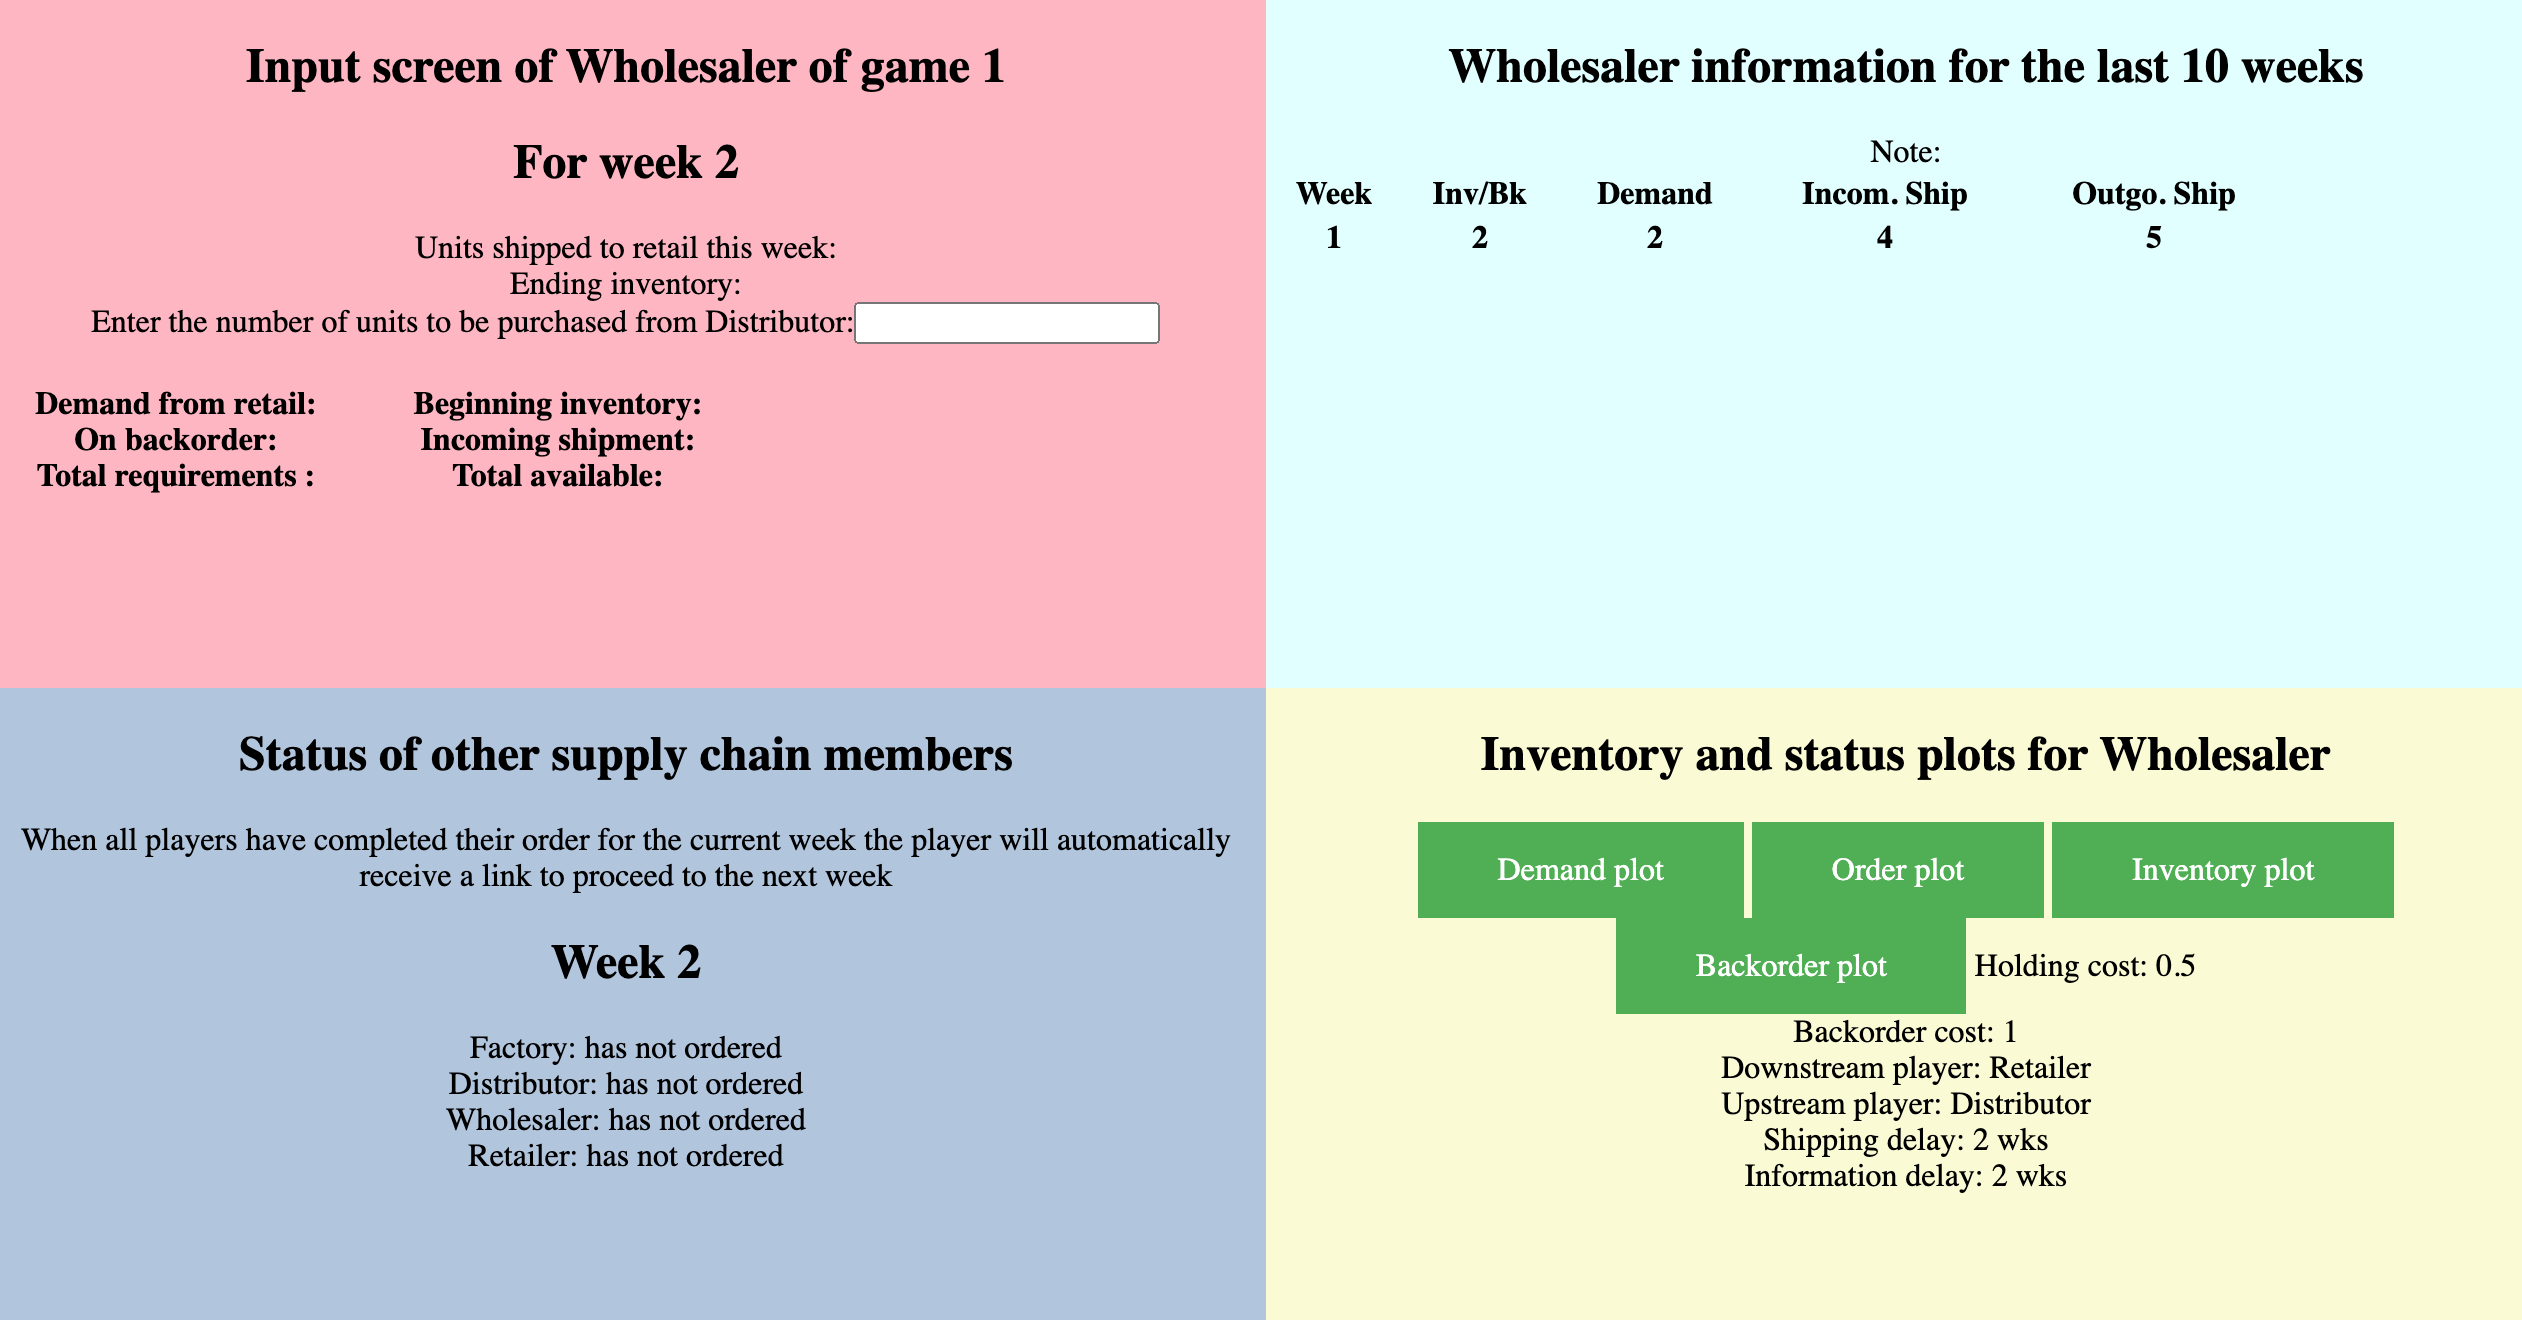 Input screen of Wholesaler of game 1
For week 2
Units shipped to retail this week:
Ending inventory:
Enter the number of units to be purchased from Distributor:
Demand from retail: Beginning inventory:
On backorder: Incoming shipment:
Total requirements : Total available:
Wholesaler information for the last 10 weeks
Note:
Week Inv/Bk Demand Incom. Ship Outgo. Ship
1 2 2 4 5
Status of other supply chain members
When all players have completed their order for the current week the player will automatically
receive a link to proceed to the next week
Week 2
Factory: has not ordered
Distributor: has not ordered
Wholesaler: has not ordered
Retailer: has not ordered
Inventory and status plots for Wholesaler
Demand plot Order plot Inventory plot
Backorder plot Holding cost: 0.5
Backorder cost: 1
Downstream player: Retailer
Upstream player: Distributor
Shipping delay: 2 wks
Information delay: 2 wks